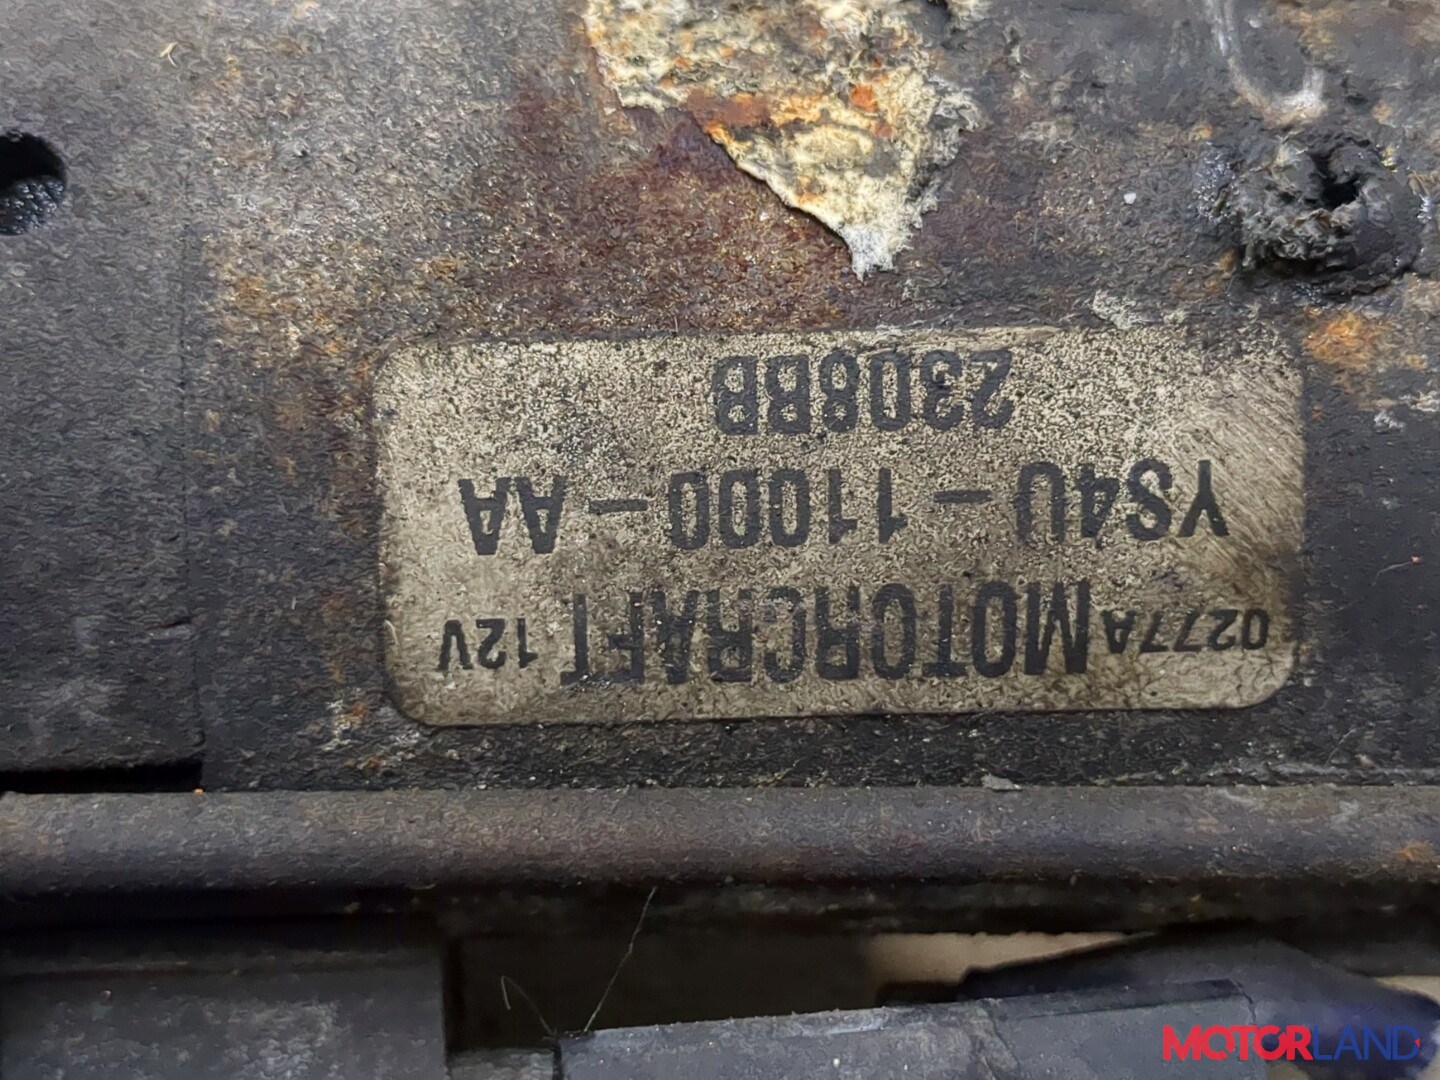 0277A MOTORCRAFT 12V
YS4U-11000-AA
2308BB
MOTORLAND